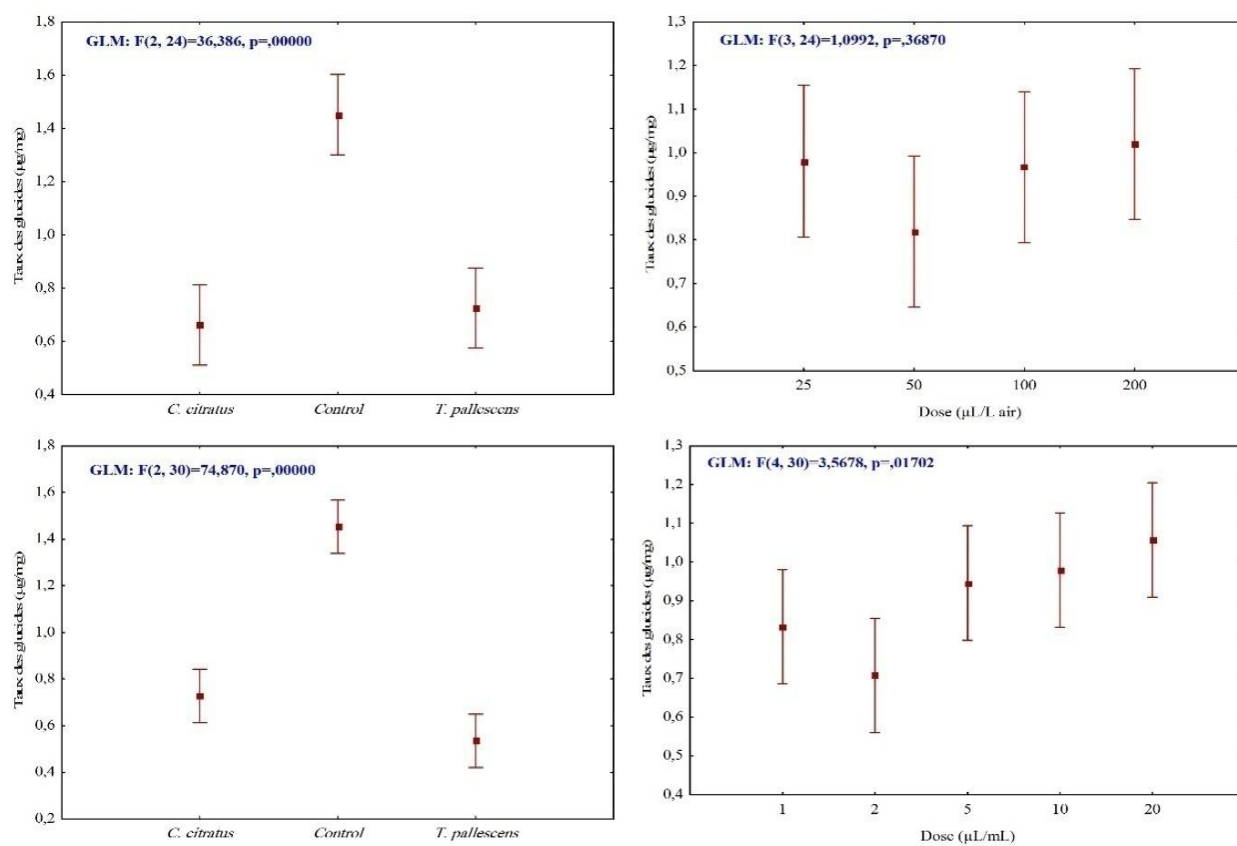 GLM: F(2, 24)=36,386, p=,00000
Taux des glucides (µg/mg)
1,8
1,6
1,4
1,2
1,0
0,8
0,6
0,4
C. citratus Control T. pallescens
GLM: F(3, 24)=1,0992, p=,36870
Taux des glucides (µg/mg)
1,3
1,2
1,1
1,0
0,9
0,8
0,7
0,6
0,5
25 50 100 200
Dose (µL/L air)
GLM: F(2, 30)=74,870, p=,00000
Taux des glucides (µg/mg)
1,8
1,6
1,4
1,2
1,0
0,8
0,6
0,4
0,2
C. citratus Control T. pallescens
GLM: F(4, 30)=3,5678, p=,01702
Taux des glucides (µg/mg)
1,3
1,2
1,1
1,0
0,9
0,8
0,7
0,6
0,5
0,4
1 2 5 10 20
Dose (µL/mL)